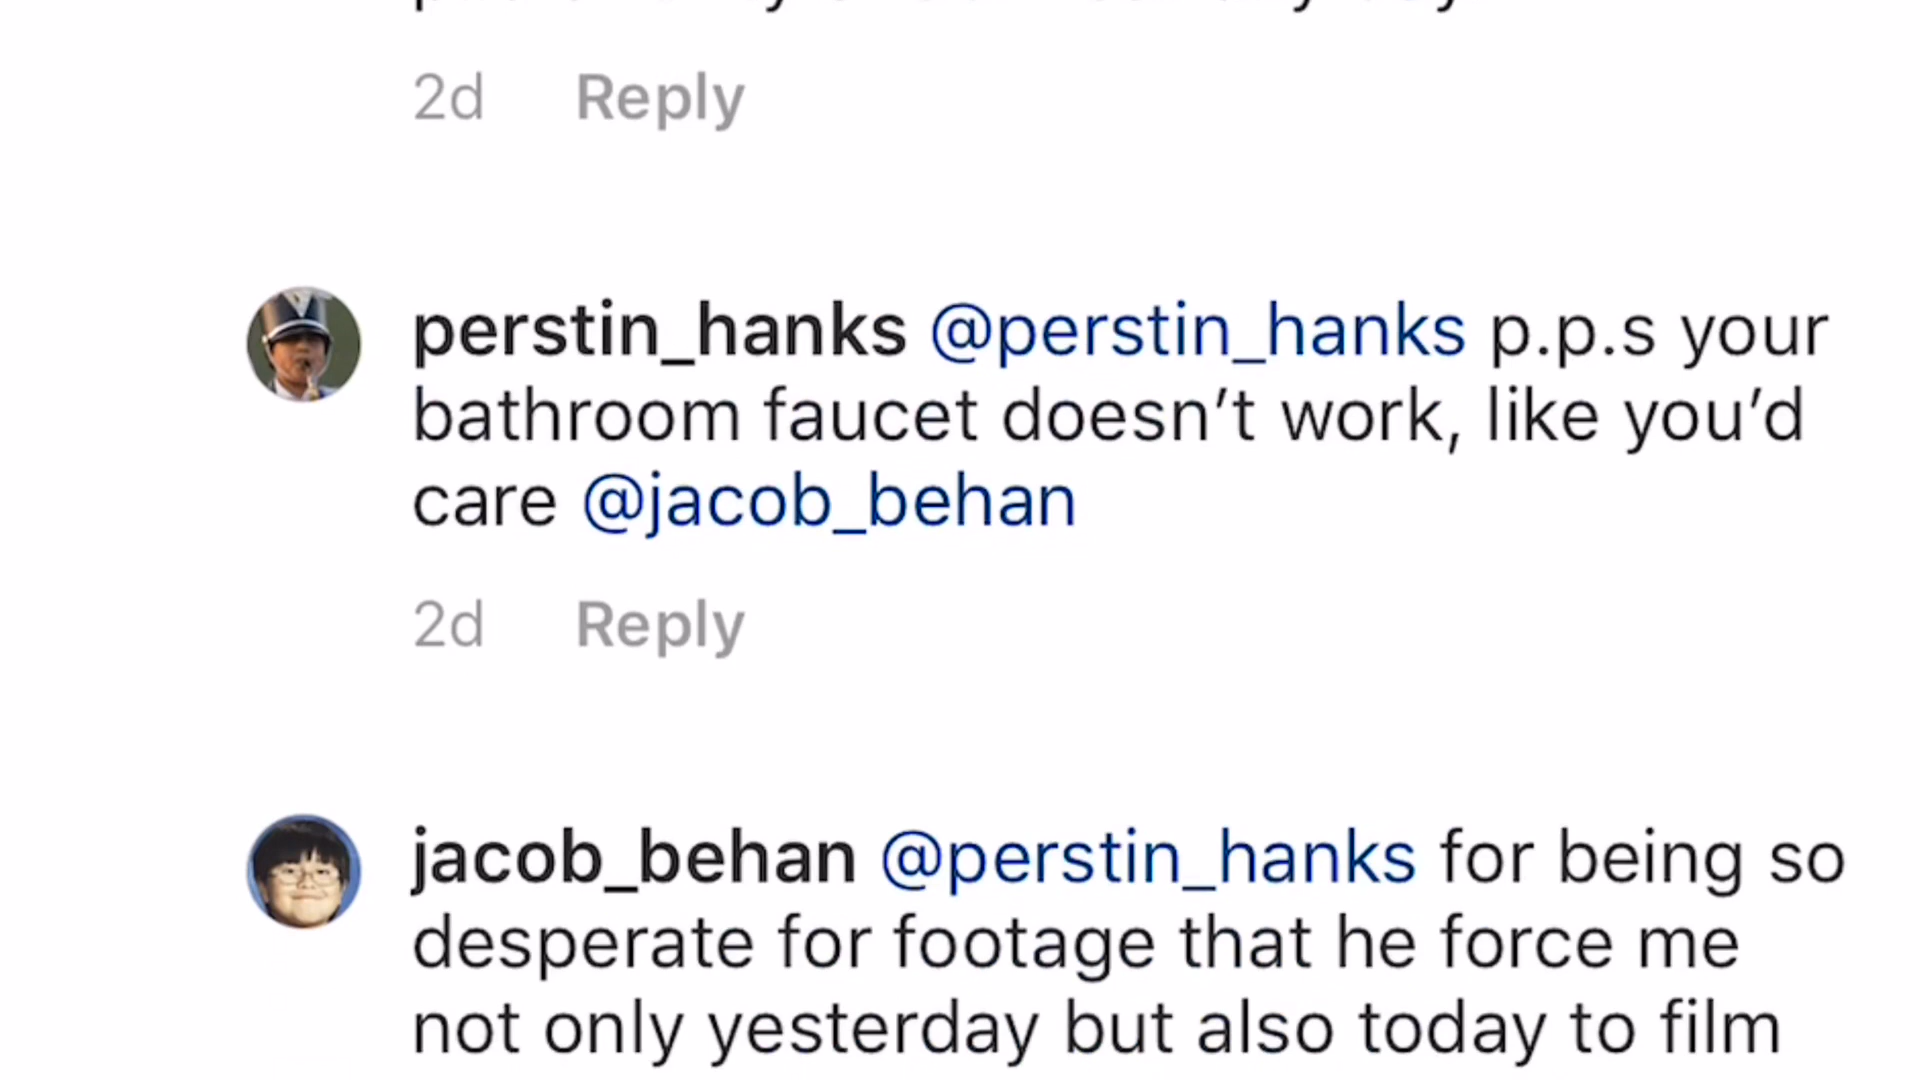 2d Reply
perstin_hanks @perstin_hanks p.p.s your
bathroom faucet doesn’t work, like you’d
care @jacob_behan
2d Reply
jacob_behan @perstin_hanks for being so
desperate for footage that he force me
not only yesterday but also today to film